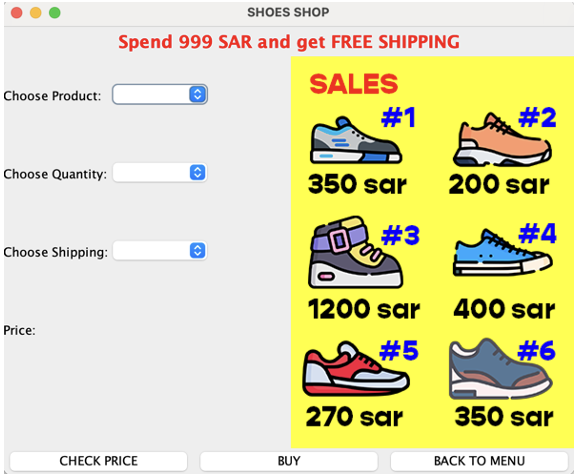 SHOES SHOP
Spend 999 SAR and get FREE SHIPPING
Choose Product:
Choose Quantity:
Choose Shipping:
Price:
SALES
#1 #2
350 sar 200 sar
#3 #4
1200 sar 400 sar
#5 #6
270 sar 350 sar
CHECK PRICE BUY BACK TO MENU